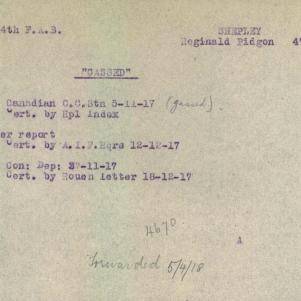 4th F.A.B.
SHEPLEY
Reginald Pidgon 4
"GASSED"
Canadian C.C.Stn 5-11-17 (gassed).
Cert. by Hpl Index
er report
Cert. by A.I.F.Hqrs 12-12-17
Con: Dep: 27-11-17
Cert. by Rouen letter 18-12-17
4670
A
Forwarded 5/4/18